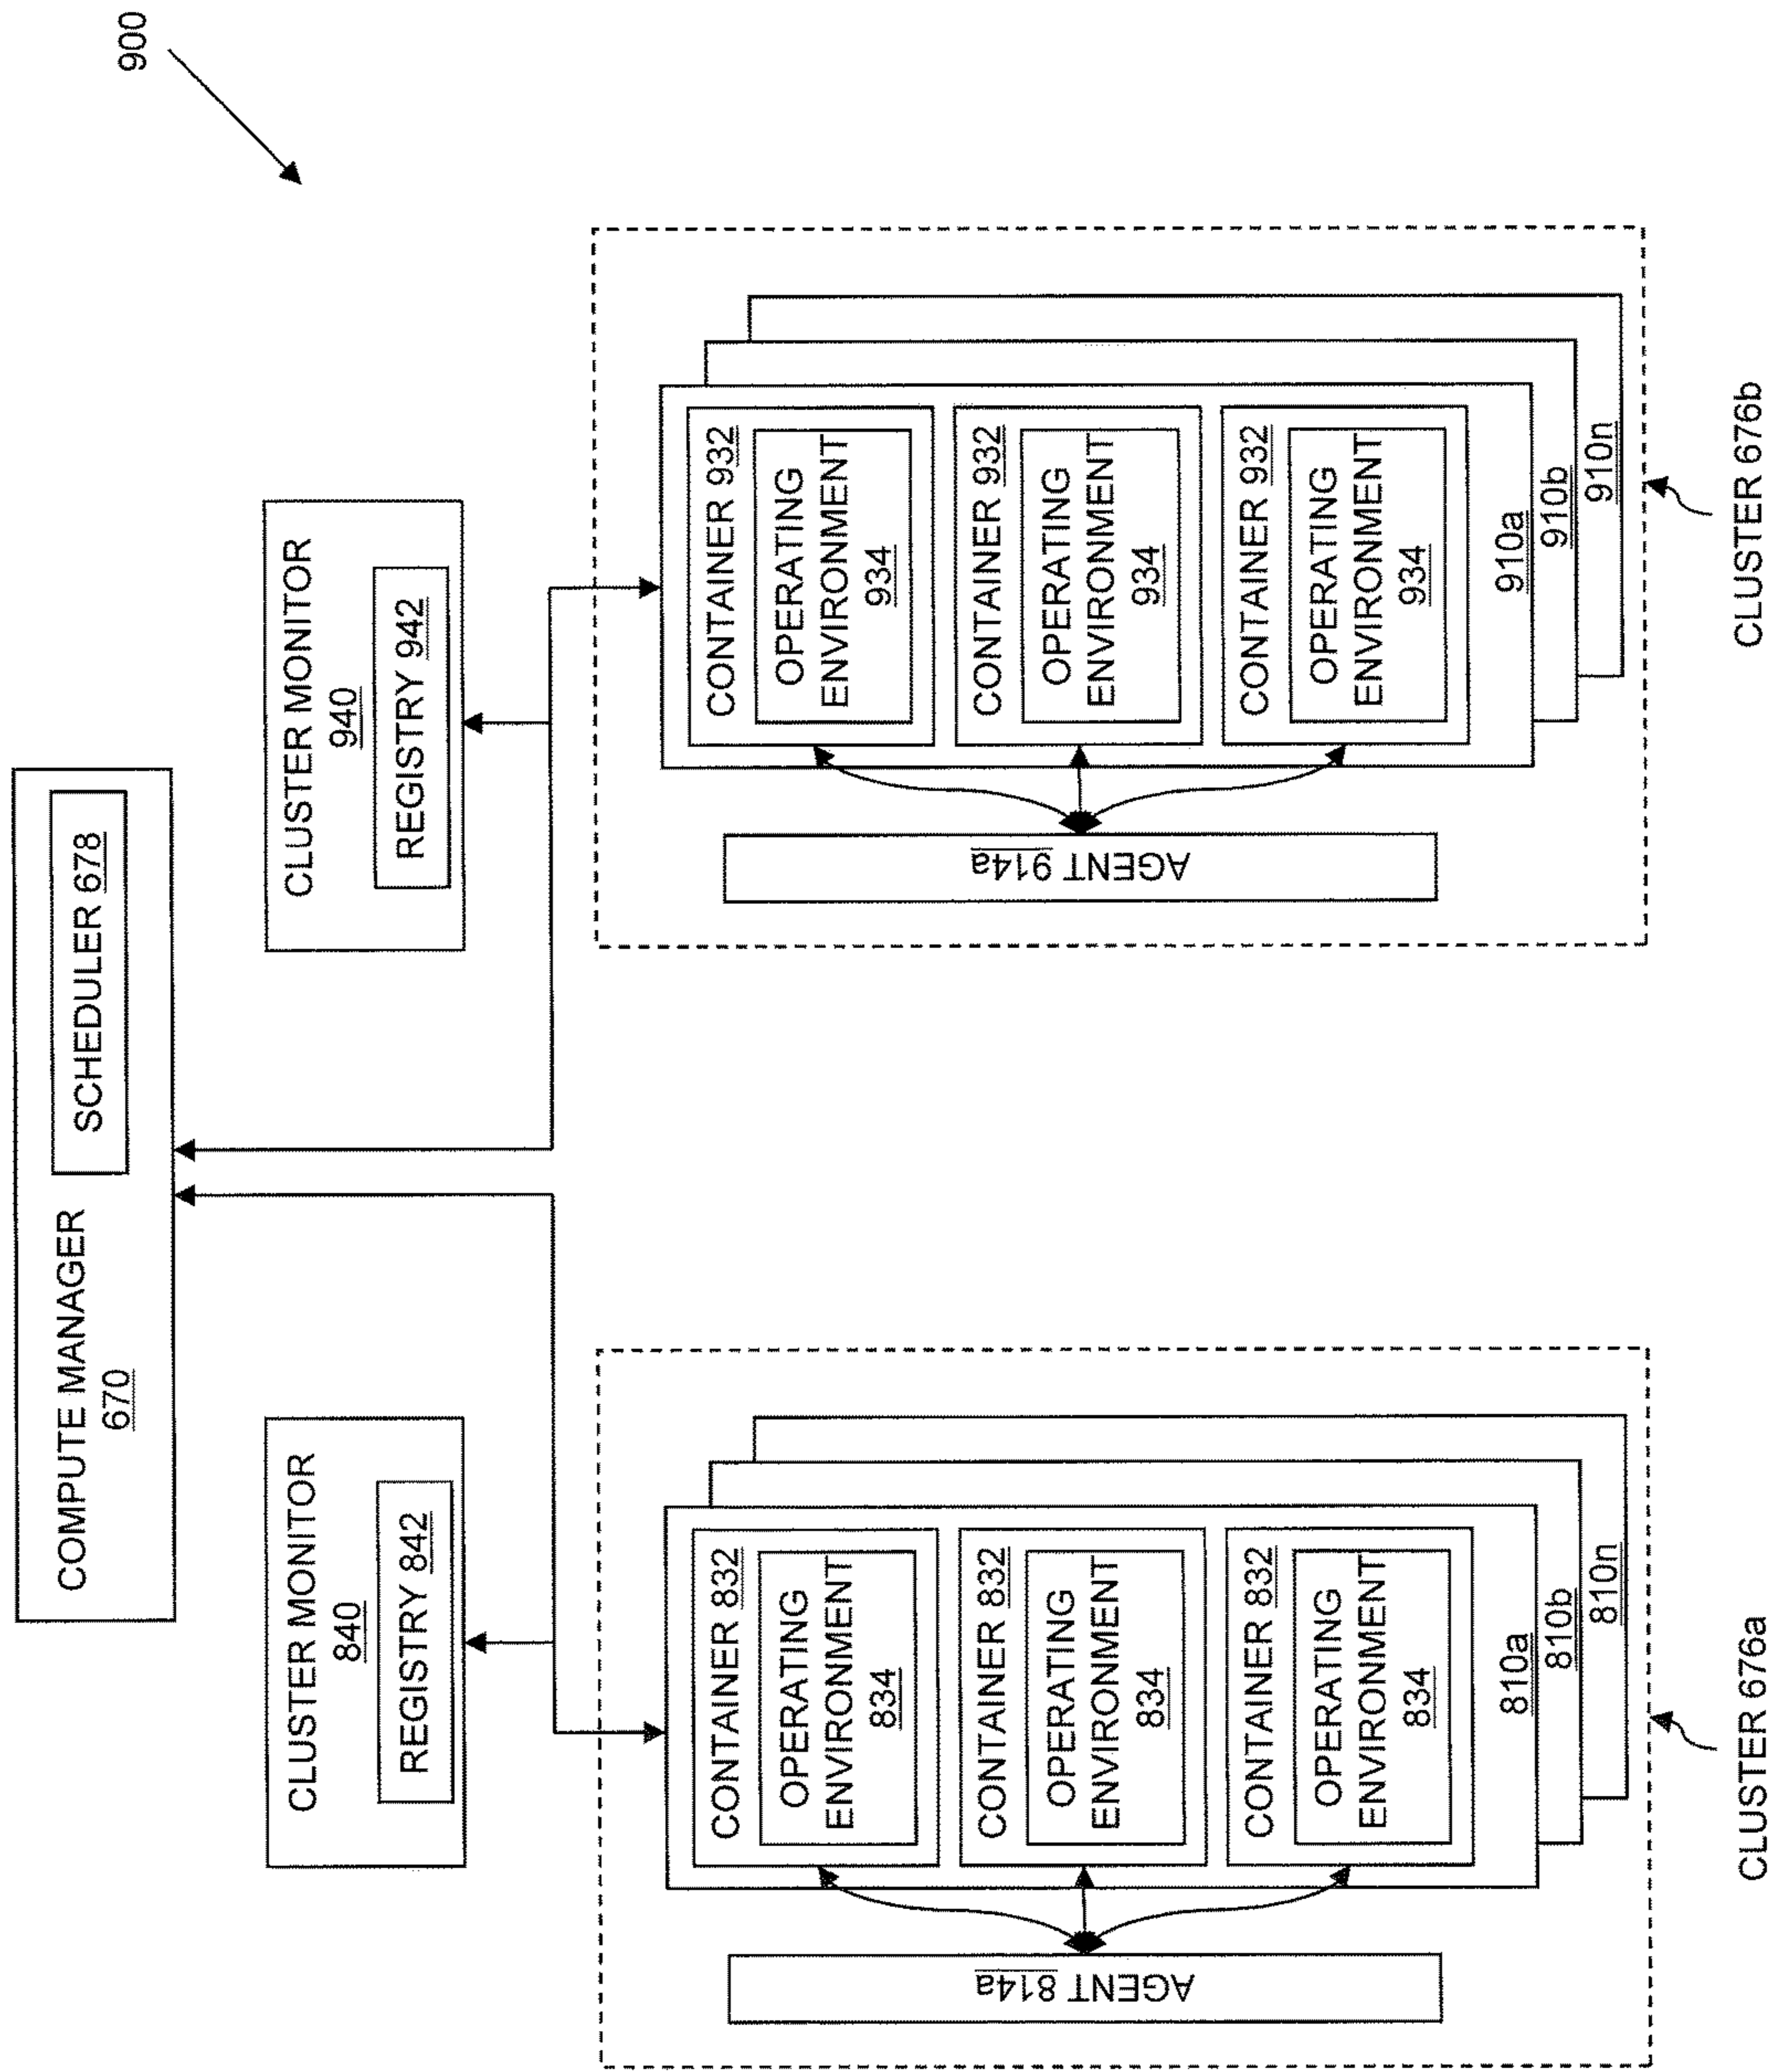 900
COMPUTE MANAGER
670
SCHEDULER 678
CLUSTER MONITOR
840
REGISTRY 842
CLUSTER MONITOR
940
REGISTRY 942
AGENT 814a
CONTAINER 832
OPERATING
ENVIRONMENT
834
CONTAINER 832
OPERATING
ENVIRONMENT
834
CONTAINER 832
OPERATING
ENVIRONMENT
834
810a
810b
810n
CLUSTER 676a
AGENT 914a
CONTAINER 932
OPERATING
ENVIRONMENT
934
CONTAINER 932
OPERATING
ENVIRONMENT
934
CONTAINER 932
OPERATING
ENVIRONMENT
934
910a
910b
910n
CLUSTER 676b